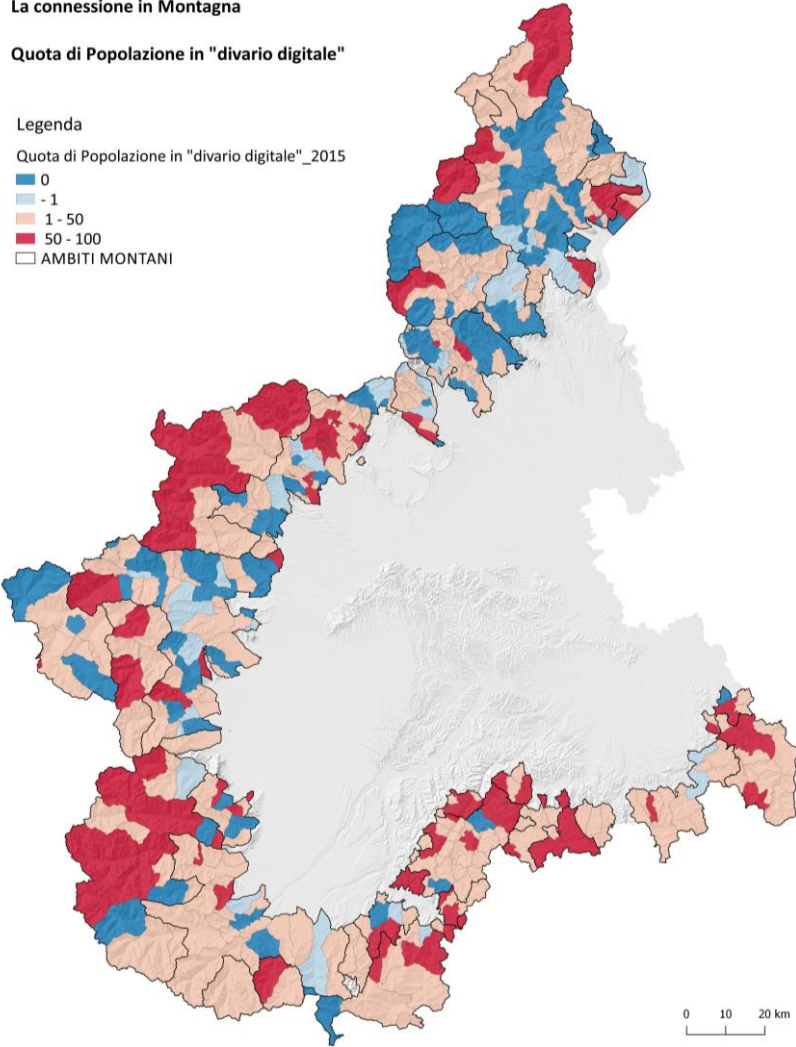 La connessione in Montagna
Quota di Popolazione in "divario digitale"
Legenda
Quota di Popolazione in "divario digitale"_2015
0
- 1
1 - 50
50 - 100
AMBITI MONTANI
0 10 20 km